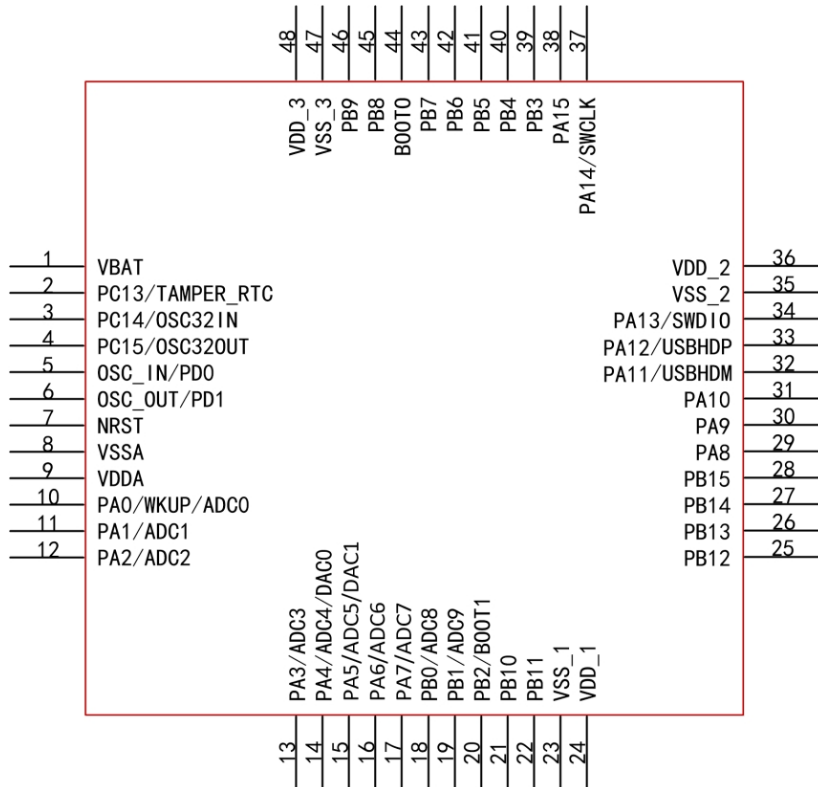 48 47 46 45 44 43 42 41 40 39 38 37
VDD_3
VSS_3
PB9
PB8
BOOT0
PB7
PB6
PB5
PB4
PB3
PA15
PA14/SWCLK
1 VBAT
2 PC13/TAMPER_RTC
3 PC14/OSC32IN
4 PC15/OSC32OUT
5 OSC_IN/PD0
6 OSC_OUT/PD1
7 NRST
8 VSSA
9 VDDA
10 PA0/WKUP/ADC0
11 PA1/ADC1
12 PA2/ADC2
VDD_2 36
VSS_2 35
PA13/SWDIO 34
PA12/USBHDP 33
PA11/USBHDM 32
PA10 31
PA9 30
PA8 29
PB15 28
PB14 27
PB13 26
PB12 25
PA3/ADC3
PA4/ADC4/DAC0
PA5/ADC5/DAC1
PA6/ADC6
PA7/ADC7
PB0/ADC8
PB1/ADC9
PB2/BOOT1
PB10
PB11
VSS_1
VDD_1
13 14 15 16 17 18 19 20 21 22 23 24